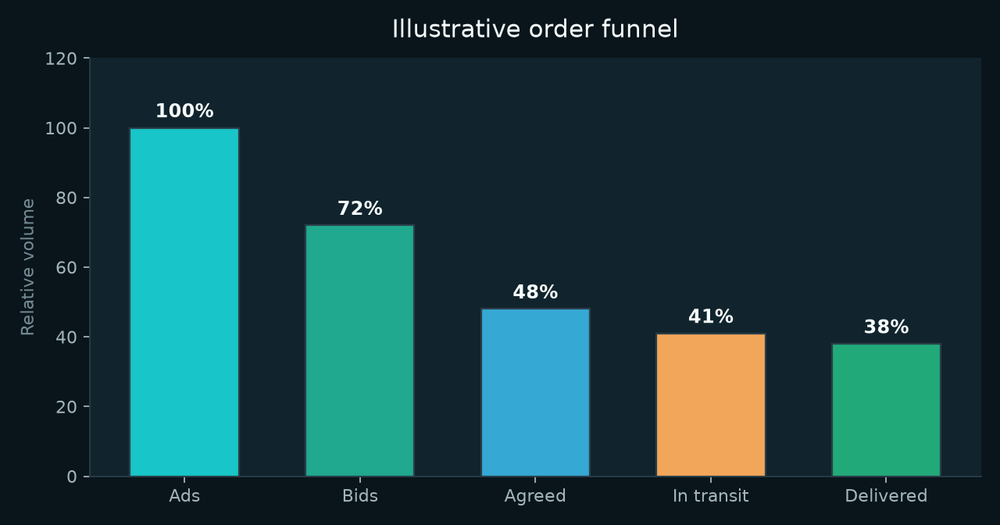 Illustrative order funnel
Relative volume
120
100
80
60
40
20
0
100%
72%
48%
41%
38%
Ads
Bids
Agreed
In transit
Delivered